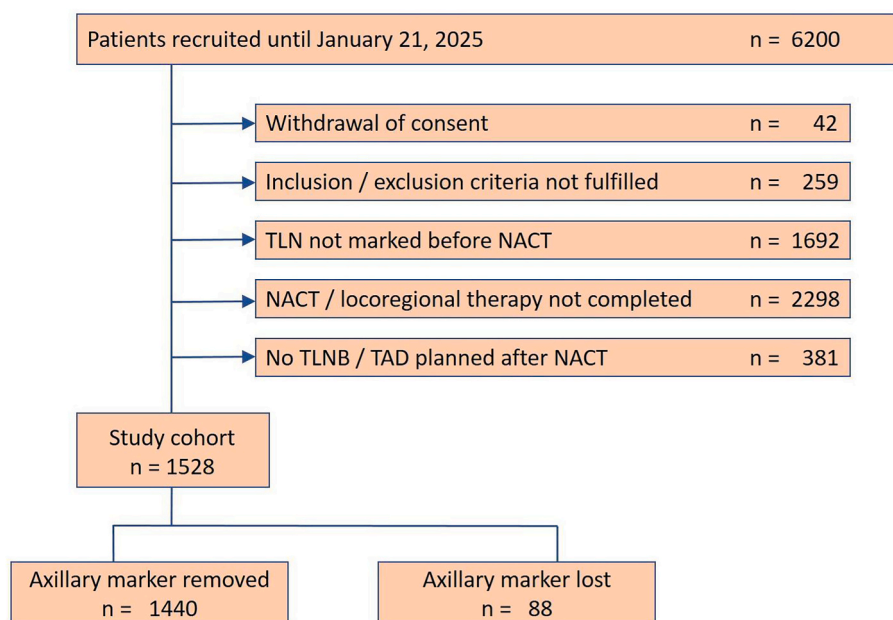 Patients recruited until January 21, 2025 n = 6200
Withdrawal of consent n = 42
Inclusion / exclusion criteria not fulfilled n = 259
TLN not marked before NACT n = 1692
NACT / locoregional therapy not completed n = 2298
No TLNB / TAD planned after NACT n = 381
Study cohort
n = 1528
Axillary marker removed
n = 1440
Axillary marker lost
n = 88